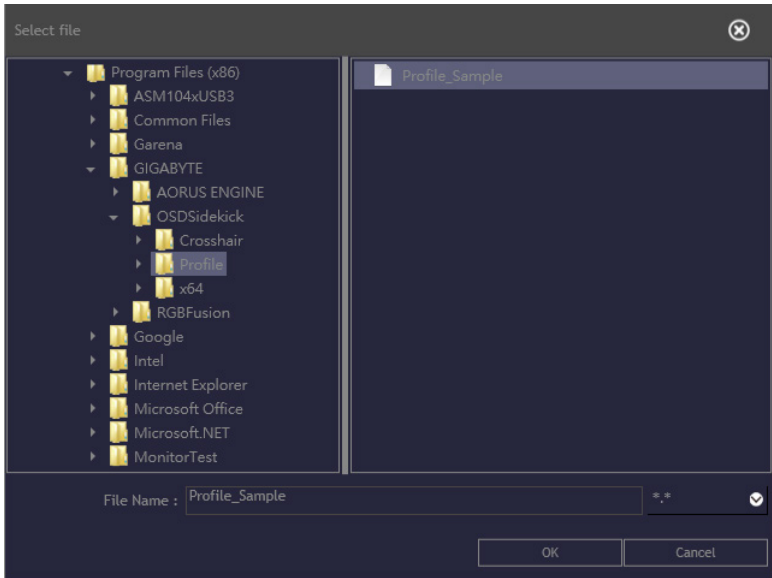 Select file
Program Files (x86)
ASM104xUSB3
Common Files
Garena
GIGABYTE
AORUS ENGINE
OSDSidekick
Crosshair
Profile
x64
RGBFusion
Google
Intel
Internet Explorer
Microsoft Office
Microsoft.NET
MonitorTest
Profile_Sample
File Name : Profile_Sample *.*
OK Cancel